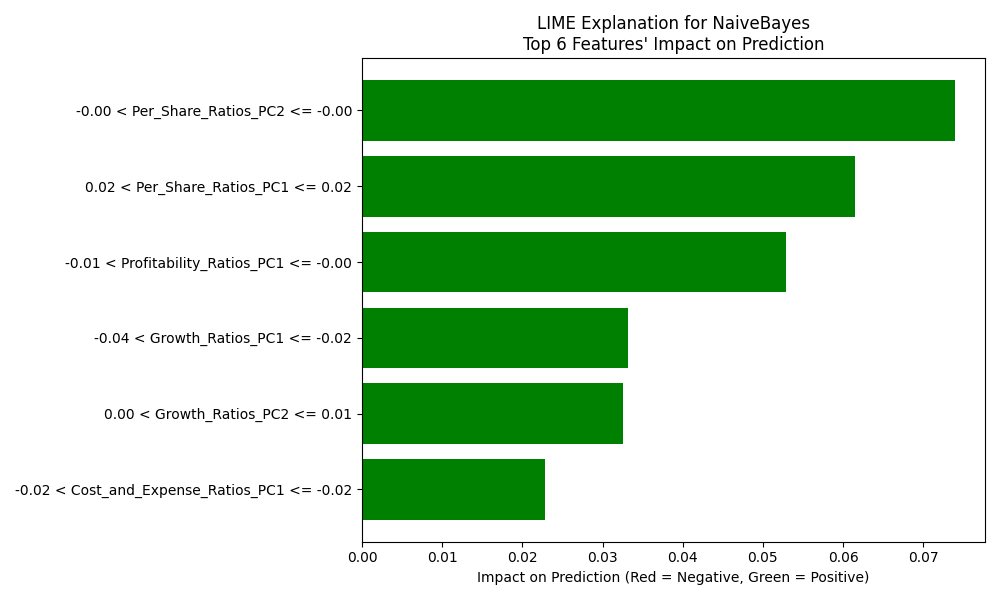 LIME Explanation for NaiveBayes
Top 6 Features' Impact on Prediction
-0.00 < Per_Share_Ratios_PC2 <= -0.00
0.02 < Per_Share_Ratios_PC1 <= 0.02
-0.01 < Profitability_Ratios_PC1 <= -0.00
-0.04 < Growth_Ratios_PC1 <= -0.02
0.00 < Growth_Ratios_PC2 <= 0.01
-0.02 < Cost_and_Expense_Ratios_PC1 <= -0.02
0.00 0.01 0.02 0.03 0.04 0.05 0.06 0.07
Impact on Prediction (Red = Negative, Green = Positive)